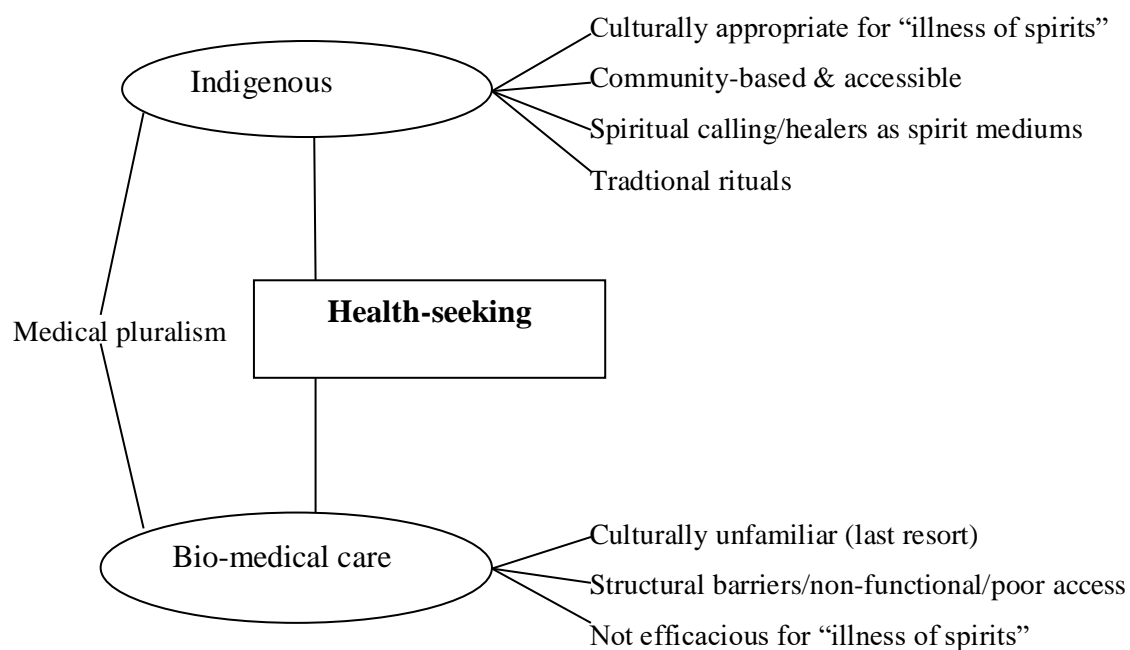 Culturally appropriate for “illness of spirits”
Indigenous
Community-based & accessible
Spiritual calling/healers as spirit mediums
Tradtional rituals
Health-seeking
Medical pluralism
Culturally unfamiliar (last resort)
Bio-medical care
Structural barriers/non-functional/poor access
Not efficacious for “illness of spirits”